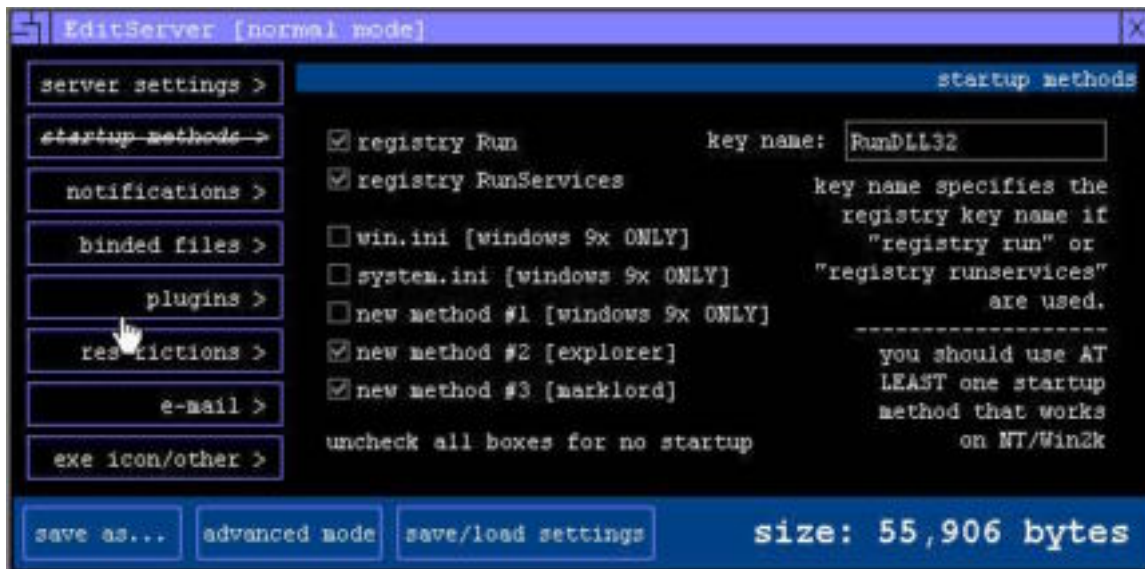 EditServer [normal mode]
server settings >
startup methods >
notifications >
binded files >
plugins >
restrictions >
e-mail >
exe icon/other >
startup methods
registry Run
registry RunServices
win.ini [windows 9x ONLY]
system.ini [windows 9x ONLY]
new method #1 [windows 9x ONLY]
new method #2 [explorer]
new method #3 [marklord]
uncheck all boxes for no startup
key name: RunDLL32
key name specifies the
registry key name if
"registry run" or
"registry runservices"
are used.
--------------------
you should use AT
LEAST one startup
method that works
on NT/Win2k
save as...
advanced mode
save/load settings
size: 55,906 bytes